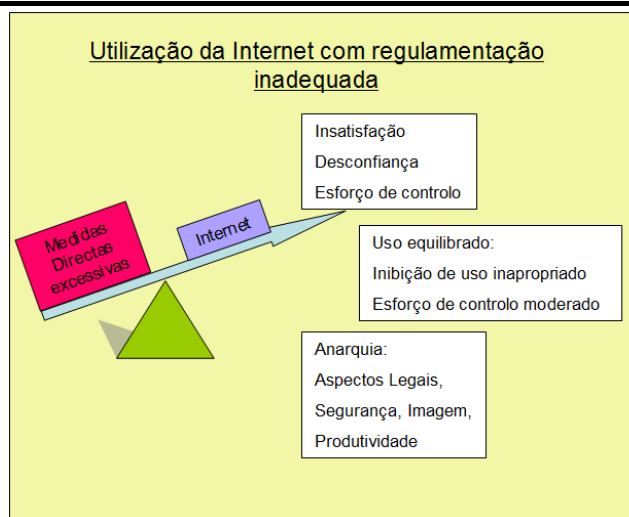 Utilização da Internet com regulamentação
inadequada
Insatisfação
Desconfiança
Esforço de controlo
Medidas
Directas
excessivas
Internet
Uso equilibrado:
Inibição de uso inapropriado
Esforço de controlo moderado
Anarquia:
Aspectos Legais,
Segurança, Imagem,
Produtividade